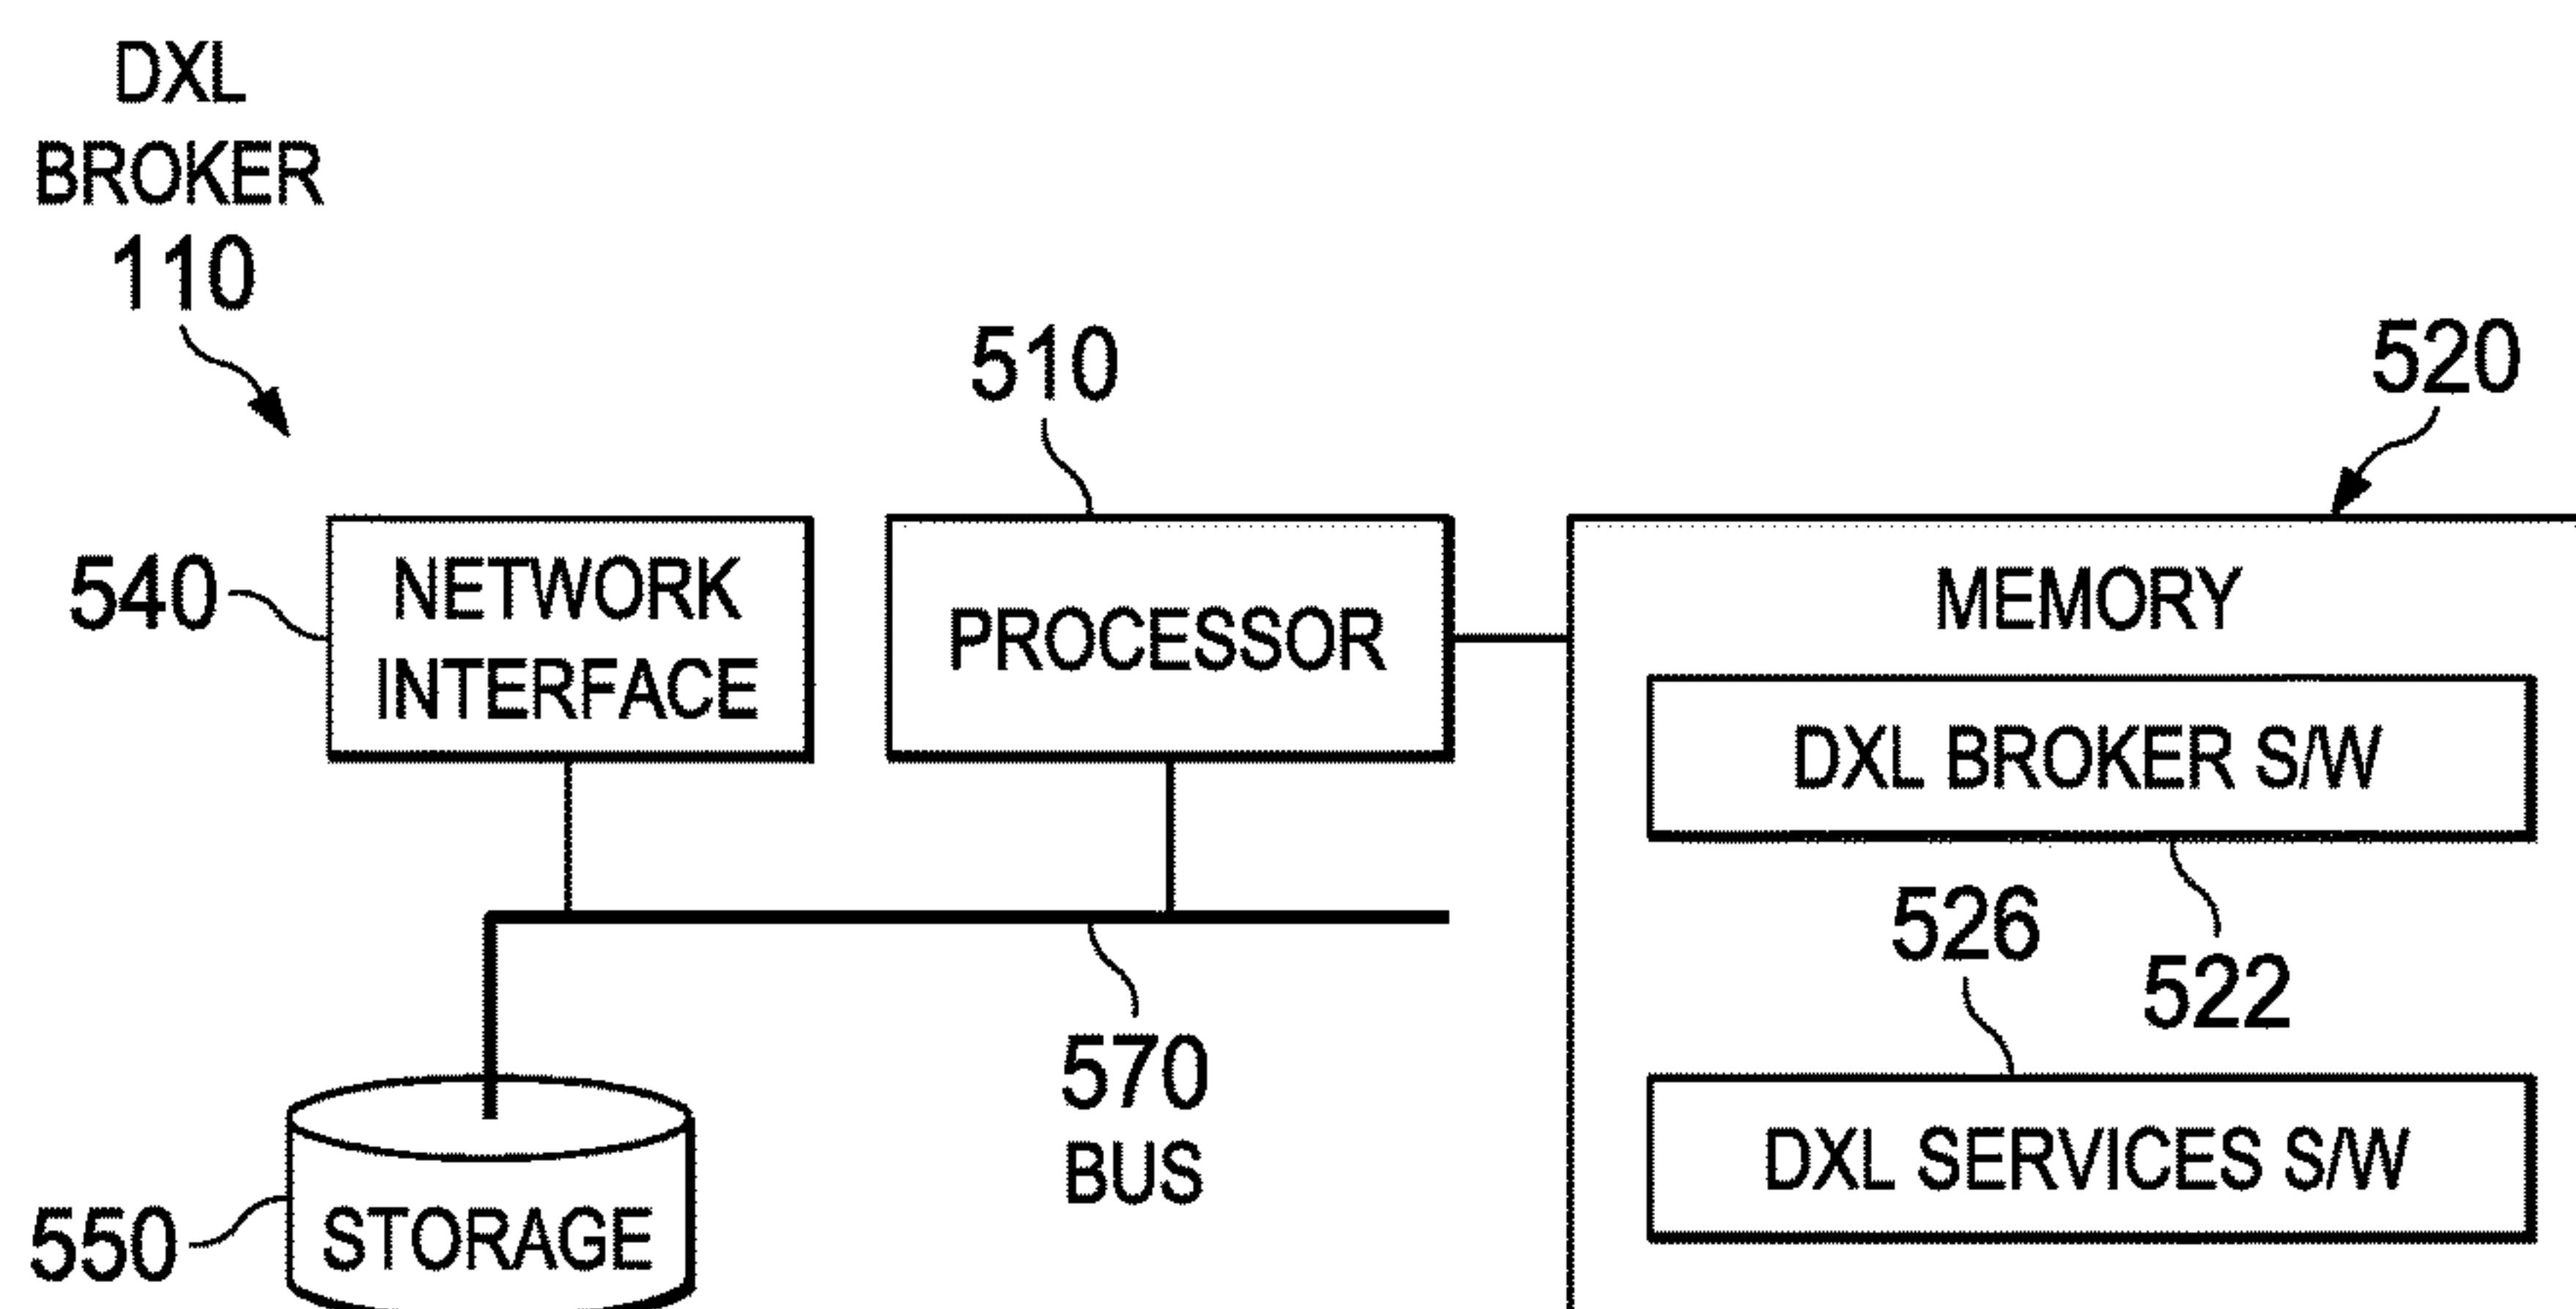 DXL
BROKER
110
510
520
540
NETWORK
INTERFACE
PROCESSOR
MEMORY
DXL BROKER S/W
526
522
570
BUS
DXL SERVICES S/W
550
STORAGE